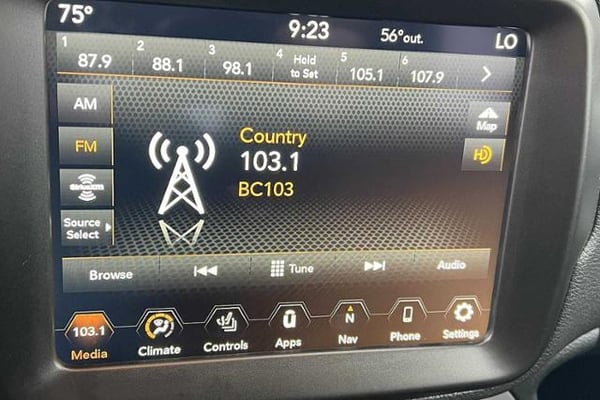 75°
9:23
56°out.
LO
1
87.9
2
88.1
3
98.1
4
Hold
to Set
5
105.1
6
107.9
AM
FM
SiriusXM
Source
Select
Country
103.1
BC103
Map
HD
Browse
Tune
Audio
103.1
Media
Climate
Controls
Apps
N
Nav
Phone
Settings